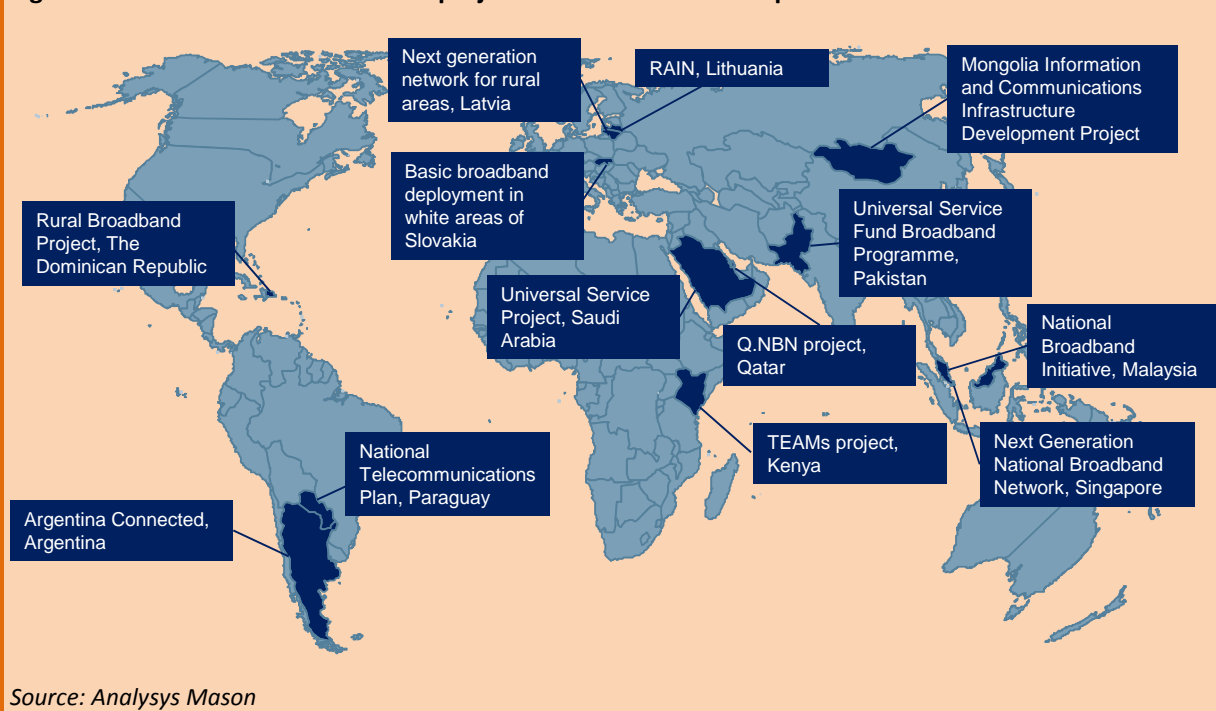 Next generation
network for rural
areas, Latvia
RAIN, Lithuania
Mongolia Information
and Communications
Infrastructure
Development Project
Basic broadband
deployment in
white areas of
Slovakia
Rural Broadband
Project, The
Dominican Republic
Universal Service
Fund Broadband
Programme,
Pakistan
Universal Service
Project, Saudi
Arabia
Q.NBN project,
Qatar
National
Broadband
Initiative, Malaysia
TEAMs project,
Kenya
Next Generation
National Broadband
Network, Singapore
National
Telecommunications
Plan, Paraguay
Argentina Connected,
Argentina
Source: Analysys Mason